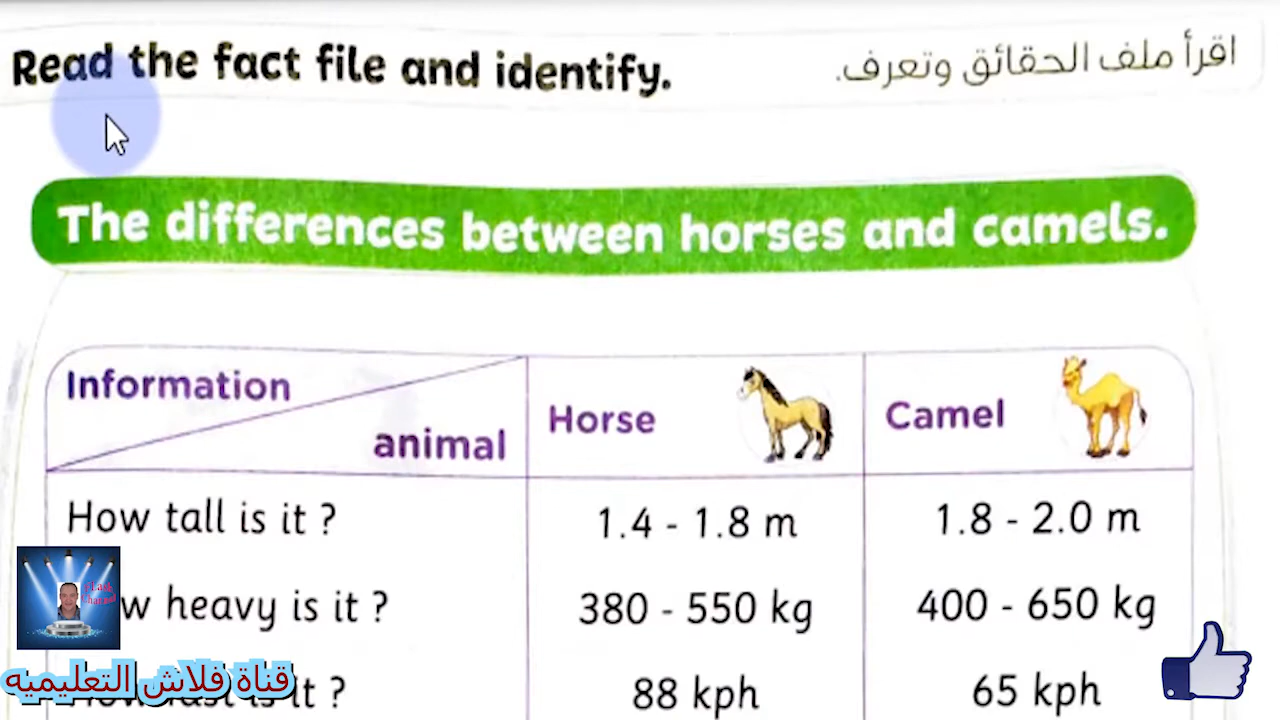 Read the fact file and identify.
اقرأ ملف الحقائق وتعرف.
The differences between horses and camels.
Information
animal
Horse
Camel
How tall is it ?
1.4 - 1.8 m
1.8 - 2.0 m
heavy is it ?
380 - 550 kg
400 - 650 kg
it ?
88 kph
65 kph
Flash
Channel
قناة فلاش التعليميه